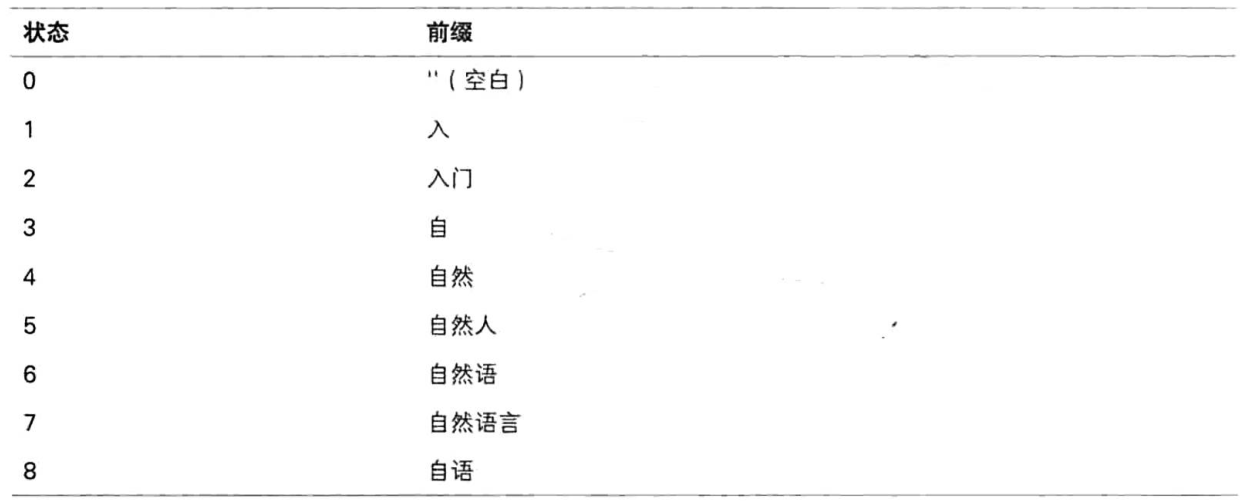 状态 前缀
0 ''(空白)
1 入
2 入门
3 自
4 自然
5 自然人
6 自然语
7 自然语言
8 自语